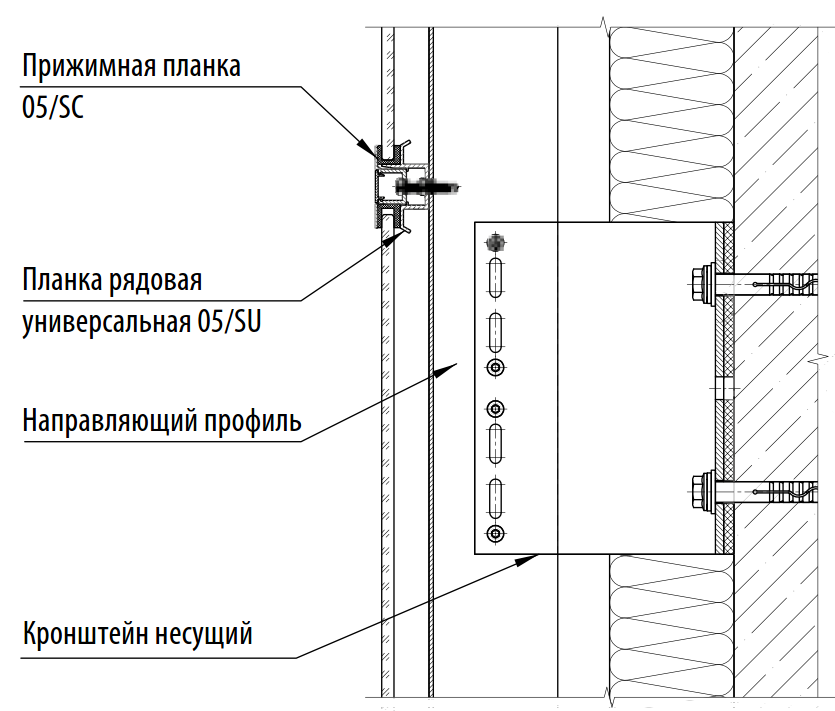 Прижимная планка
05/SC
Планка рядовая
универсальная 05/SU
Направляющий профиль
Кронштейн несущий